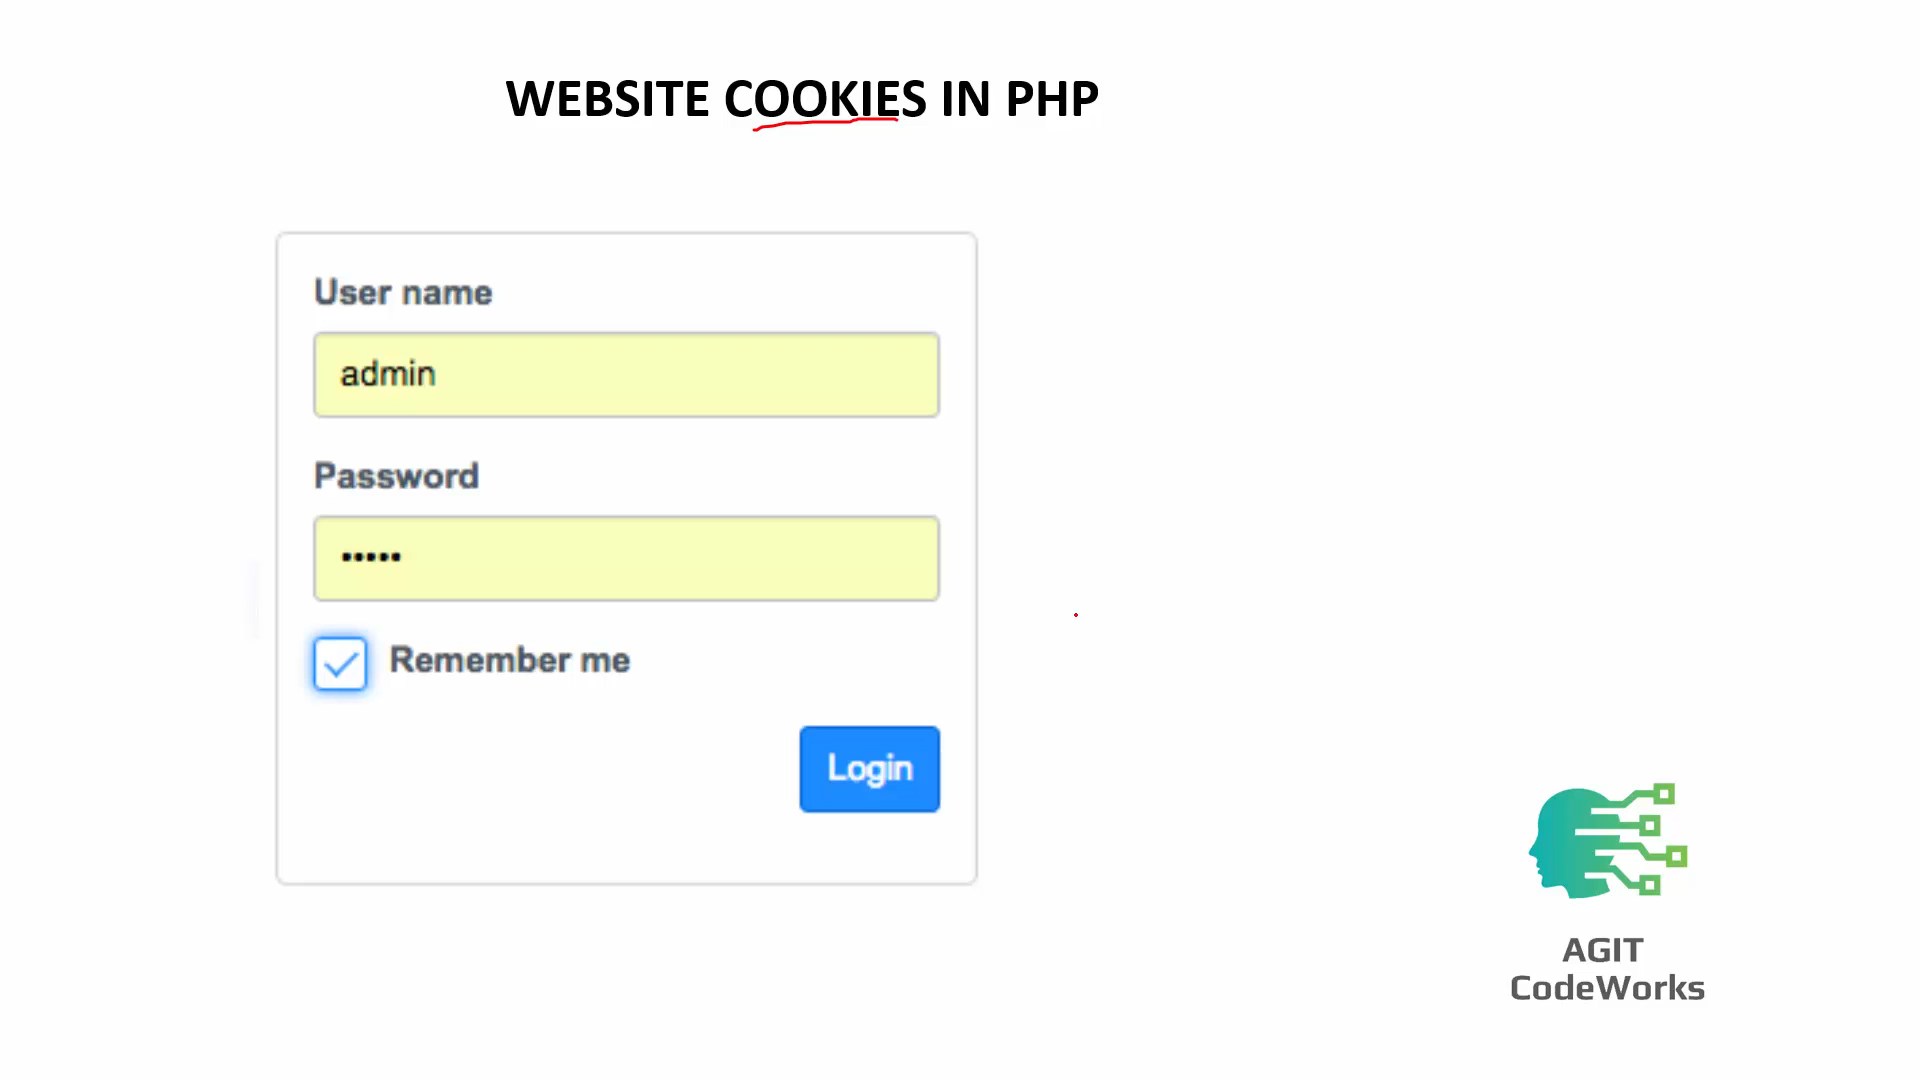 WEBSITE COOKIES IN PHP
User name
admin
Password
•••••
Remember me
Login
AGIT
CodeWorks